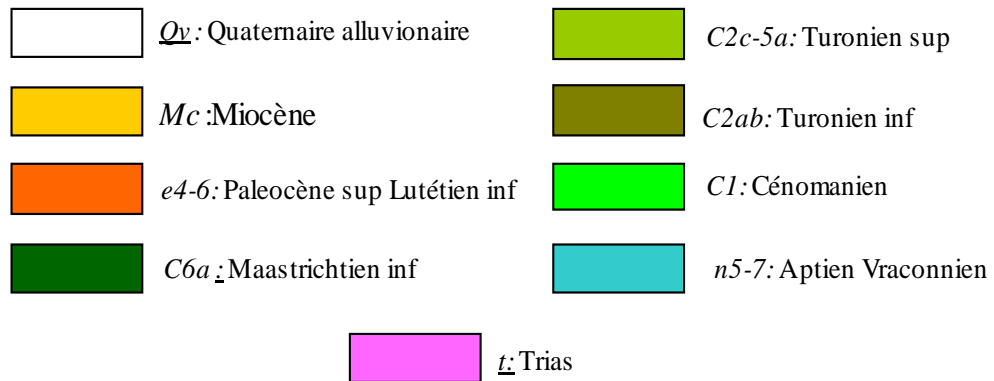 Qv: Quaternaire alluvionaire
Mc :Miocène
e4-6: Paleocène sup Lutétien inf
C6a : Maastrichtien inf
C2c-5a: Turonien sup
C2ab: Turonien inf
C1: Cénomanien
n5-7: Aptien Vraconnien
t: Trias